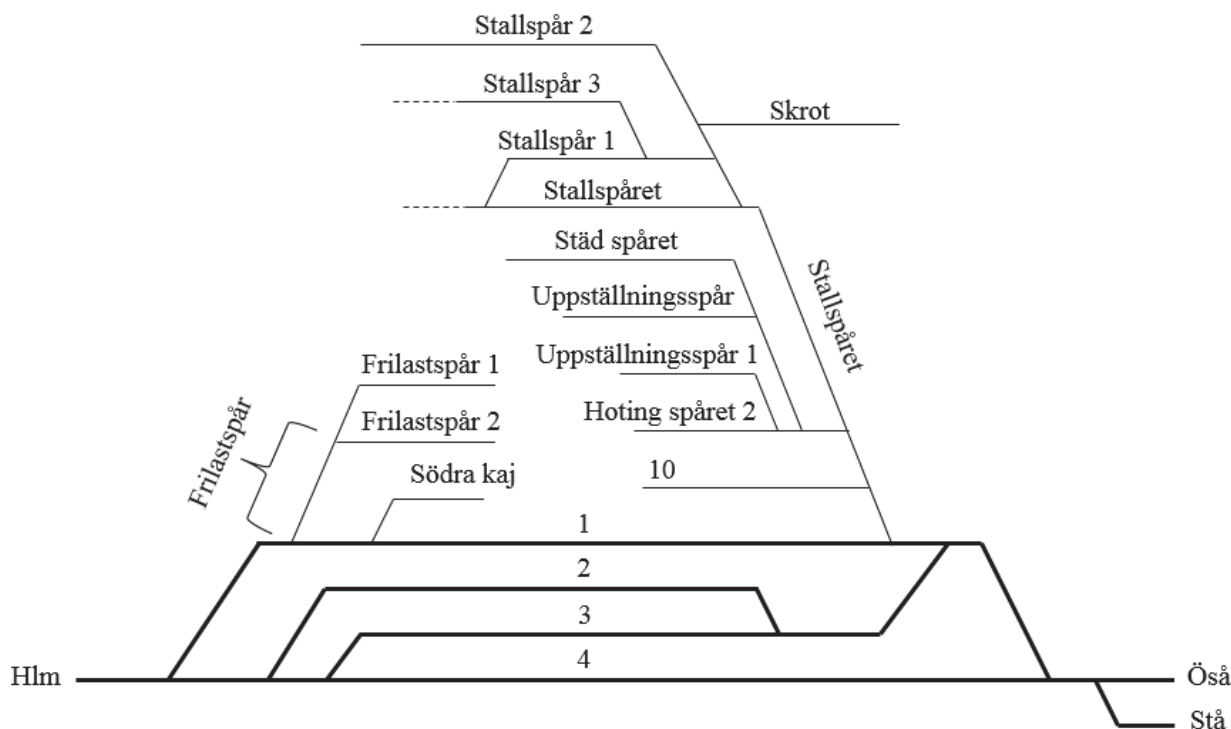 Stallspår 2
Stallspår 3
Skrot
Stallspår 1
Stallspåret
Städ spåret
Stallspåret
Uppställningsspår
Uppställningsspår 1
Frilastspår 1
Hoting spåret 2
Frilastspår 2
Frilastspår
Södra kaj
10
1
2
3
4
Hlm
Öså
Stå